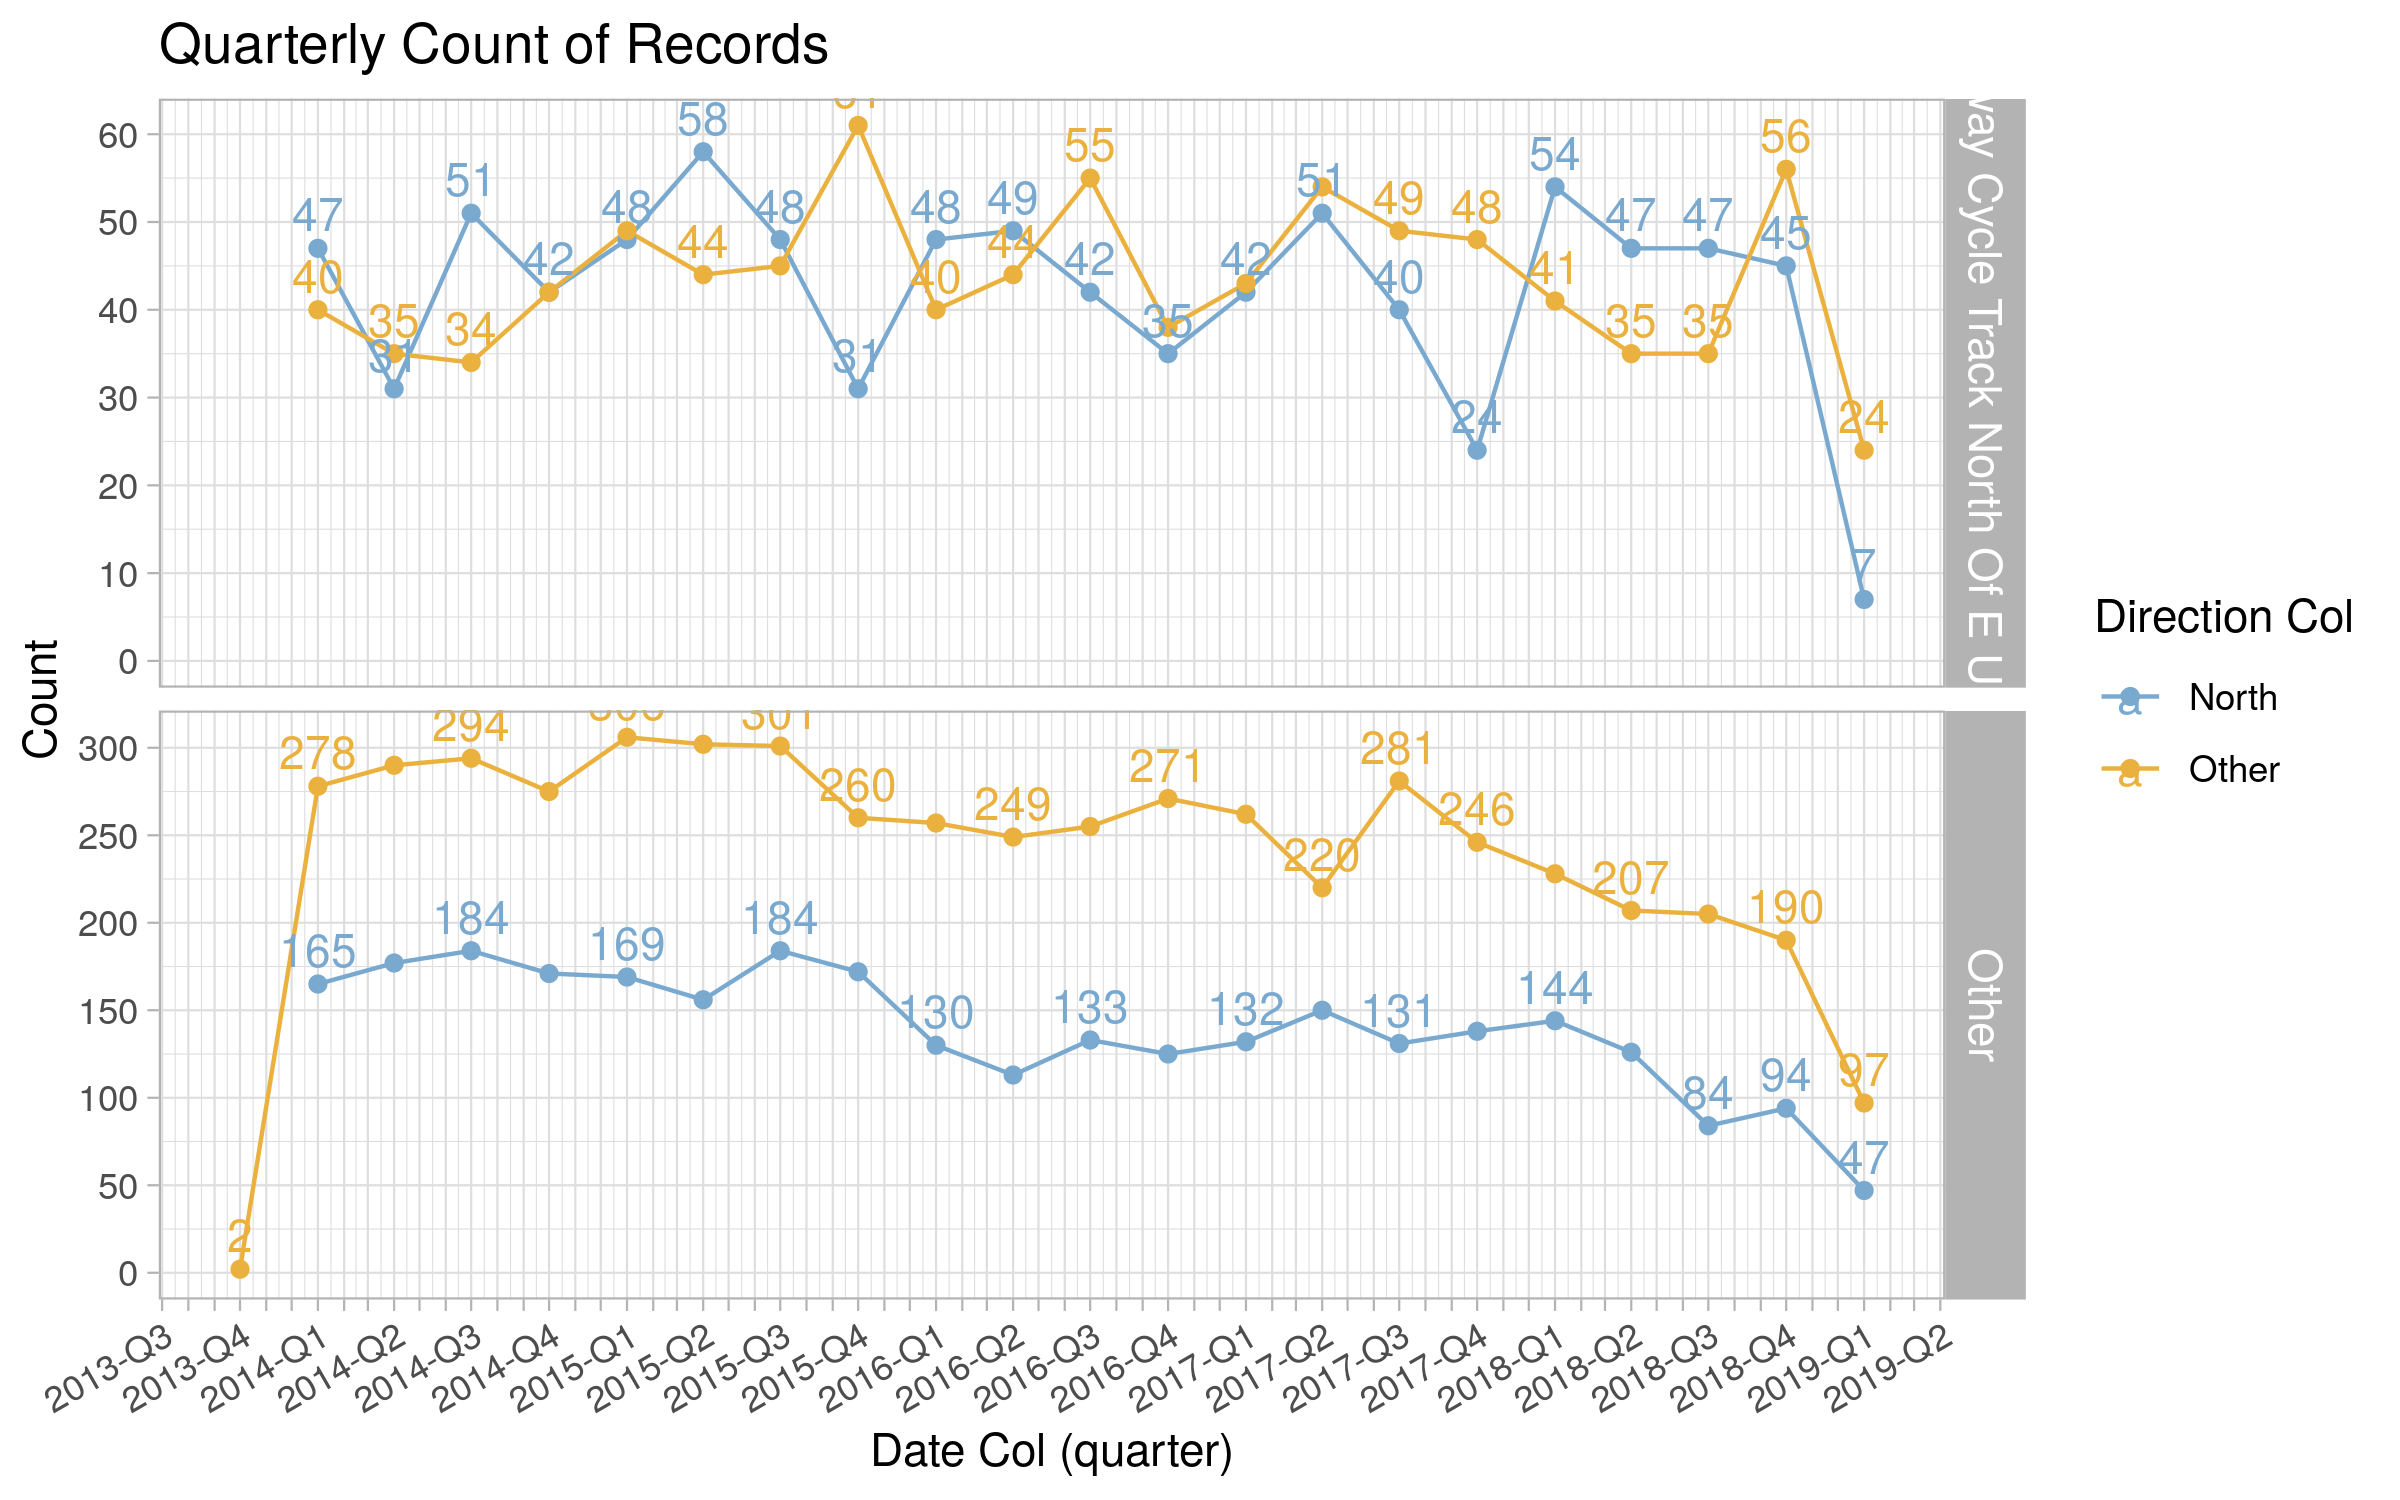 Quarterly Count of Records
Count
60
50
40
30
20
10
0
47 31 51 42 48 58 48 31 48 49 42 35 42 51 40 24 54 47 47 45 7
40 35 34 44 40 44 55 49 48 41 35 35 56 24
way Cycle Track North Of E U
300
250
200
150
100
50
0
2 278 294 301 260 249 271 220 281 246 207 190 97
165 184 169 184 130 133 132 131 144 84 94 47
Other
2013-Q3
2013-Q4
2014-Q1
2014-Q2
2014-Q3
2014-Q4
2015-Q1
2015-Q2
2015-Q3
2015-Q4
2016-Q1
2016-Q2
2016-Q3
2016-Q4
2017-Q1
2017-Q2
2017-Q3
2017-Q4
2018-Q1
2018-Q2
2018-Q3
2018-Q4
2019-Q1
2019-Q2
Date Col (quarter)
Direction Col
a North
a Other